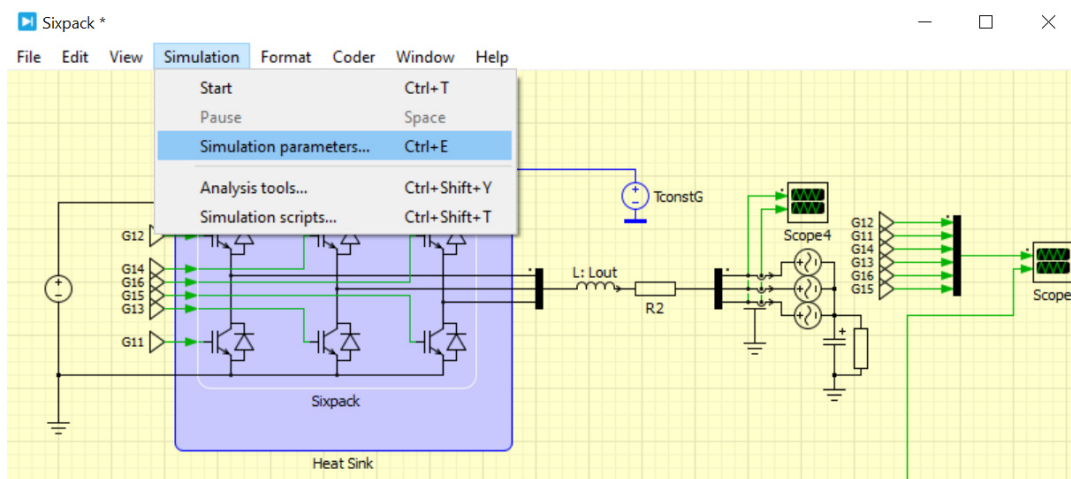 Sixpack *
File Edit View Simulation Format Coder Window Help
Start Ctrl+T
Pause Space
Simulation parameters... Ctrl+E
Analysis tools... Ctrl+Shift+Y
Simulation scripts... Ctrl+Shift+T
TconstG
Scope4
G12
G14
G16
G15
G13
G11
L: Lout
R2
G12
G11
G14
G13
G16
G15
Scope
Sixpack
Heat Sink